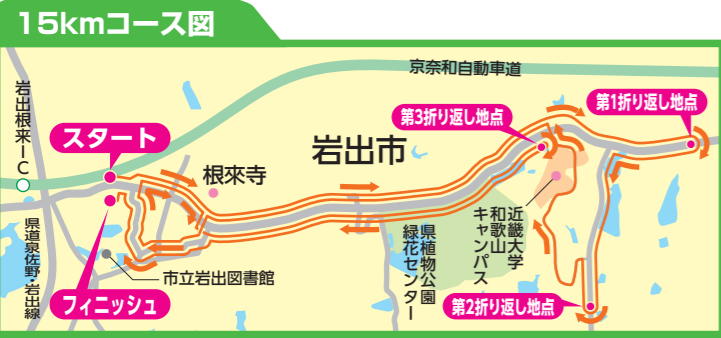 15kmコース図
京奈和自動車道
岩出根来IC
スタート
根來寺
岩出市
第3折り返し地点
第1折り返し地点
近畿大学
和歌山
キャンパス
県植物公園
緑花センター
県道泉佐野・岩出線
市立岩出図書館
フィニッシュ
第2折り返し地点